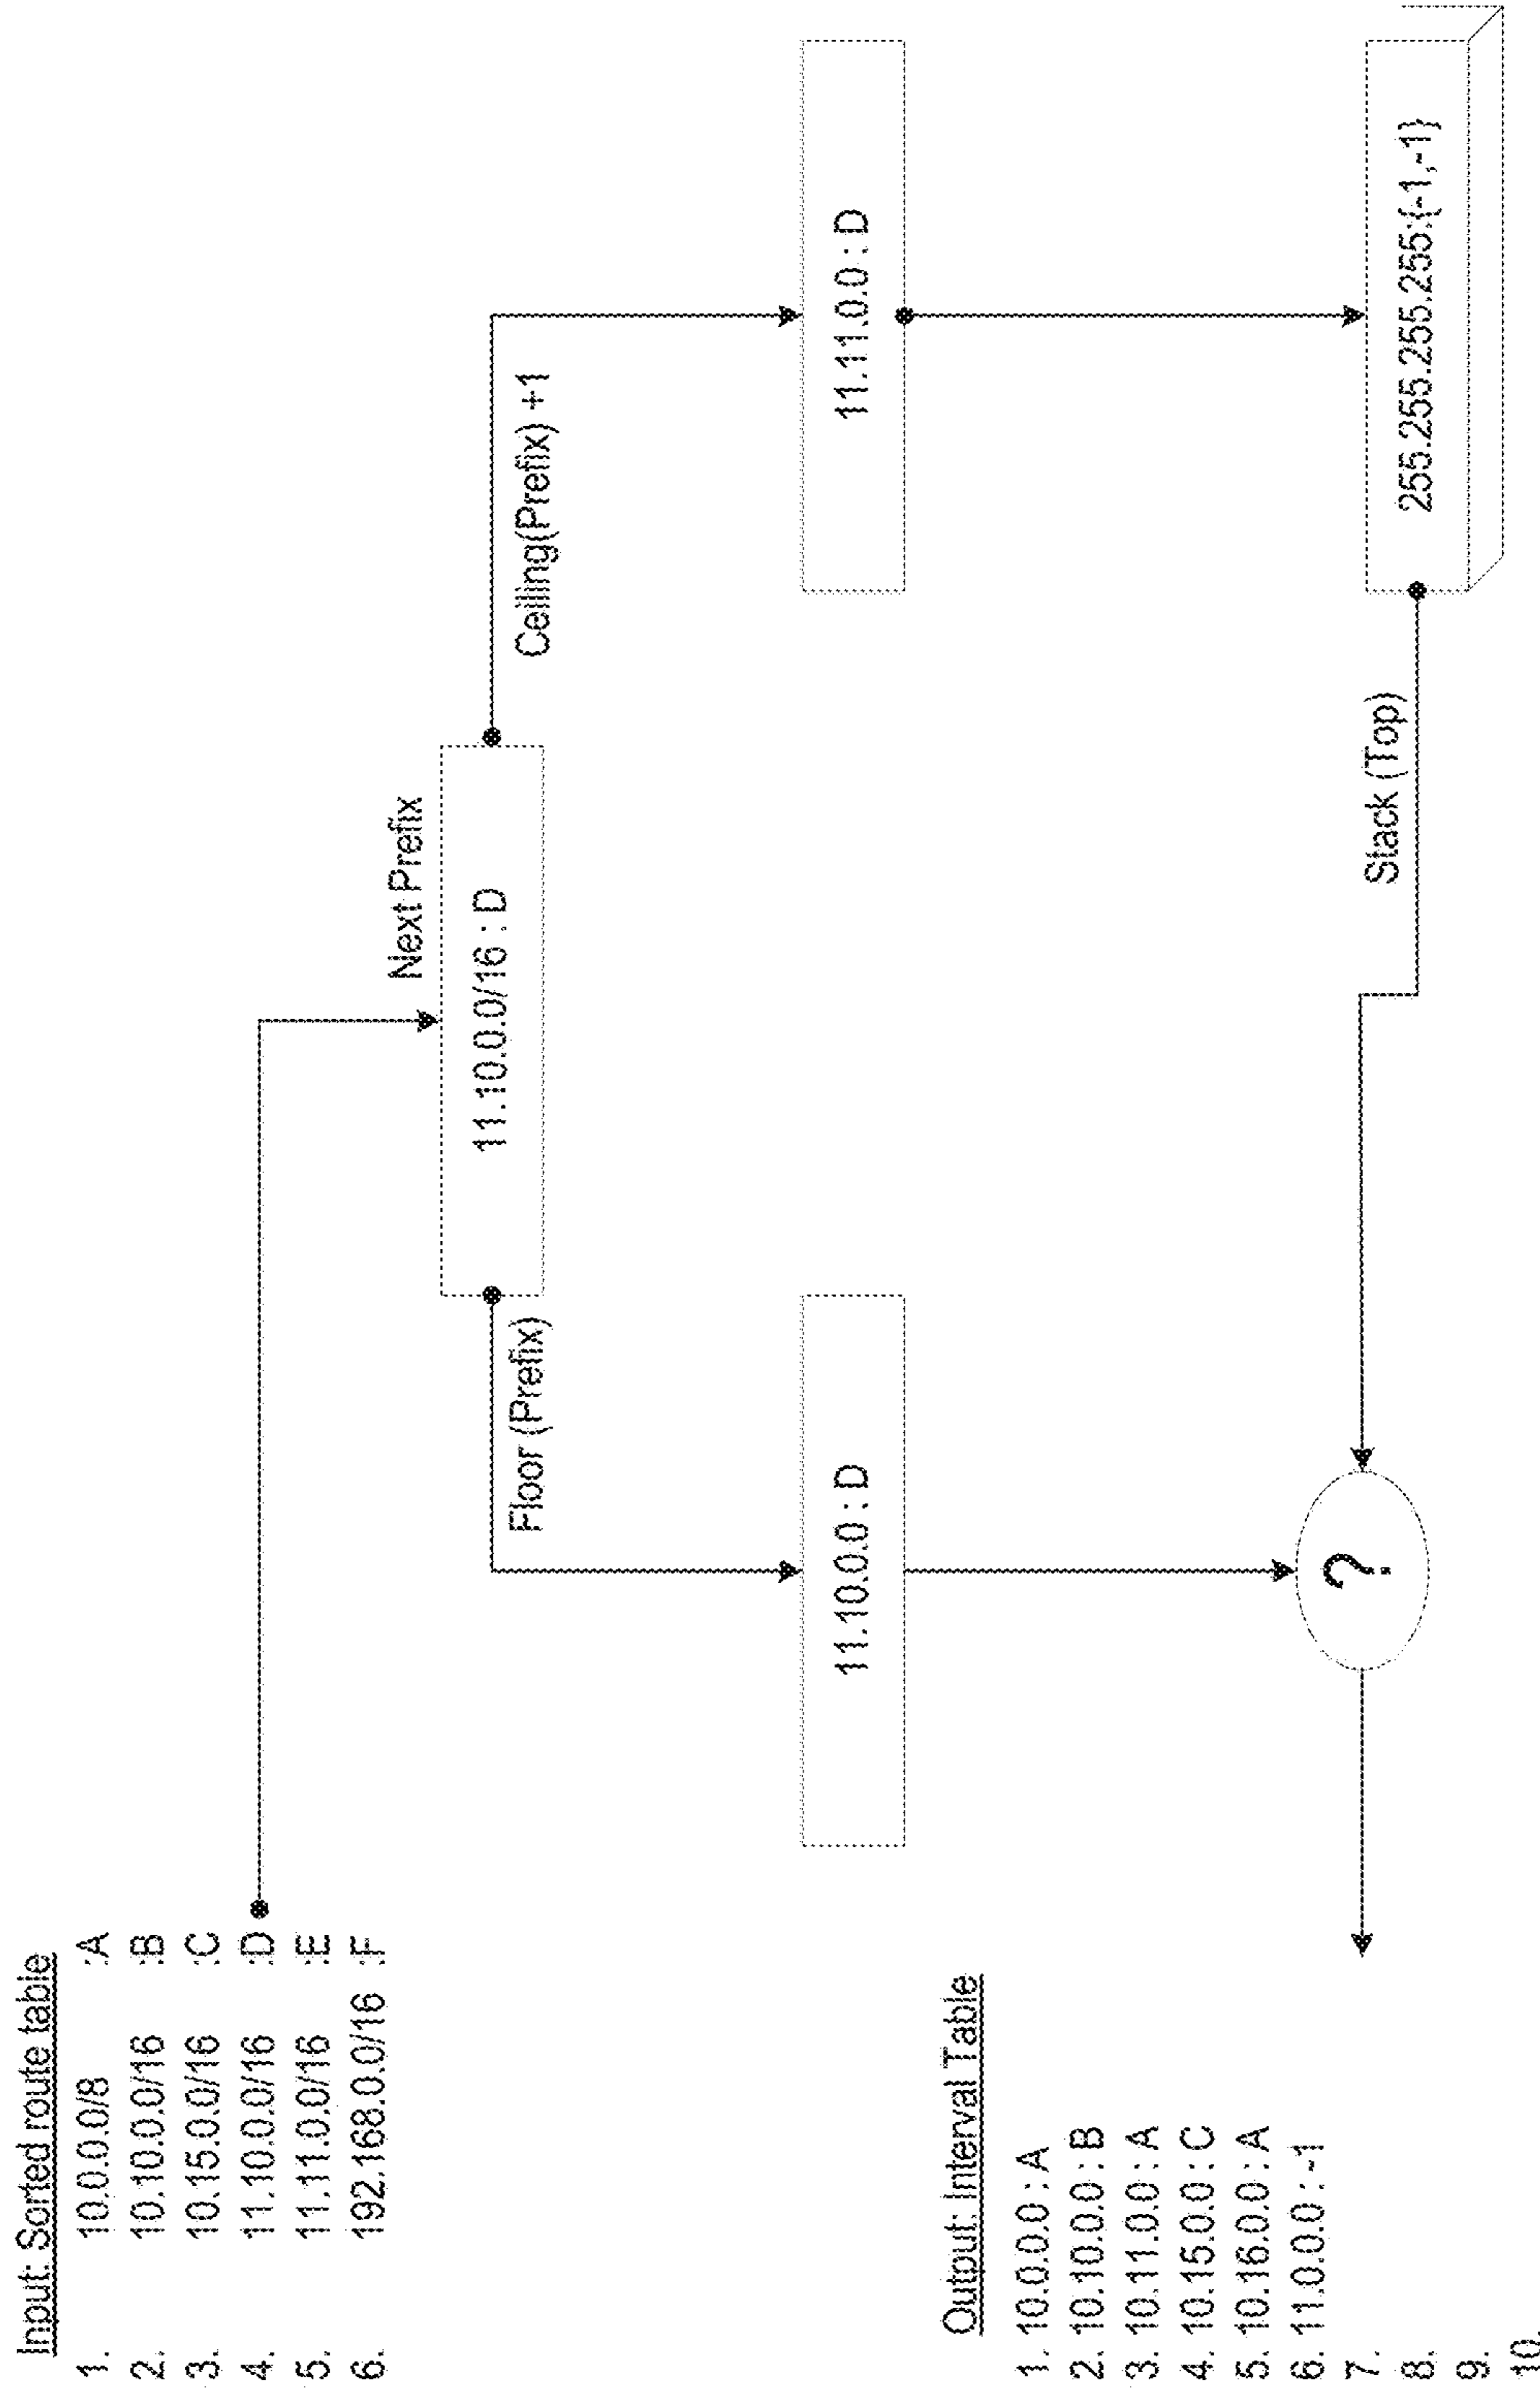 Input: Sorted route table
1. 10.0.0.0/8 :A
2. 10.10.0.0/16 :B
3. 10.15.0.0/16 :C
4. 11.10.0.0/16 :D
5. 11.11.0.0/16 :E
6. 192.168.0.0/16 :F
Next Prefix
11.10.0.0/16 : D
Floor (Prefix)
Ceiling(Prefix) +1
11.10.0.0 : D
11.11.0.0 : D
Output: Interval Table
1. 10.0.0.0 : A
2. 10.10.0.0 : B
3. 10.11.0.0 : A
4. 10.15.0.0 : C
5. 10.16.0.0 : A
6. 11.0.0.0 : -1
7.
8.
9.
10.
?
Stack (Top)
255.255.255.255:{-1,-1}